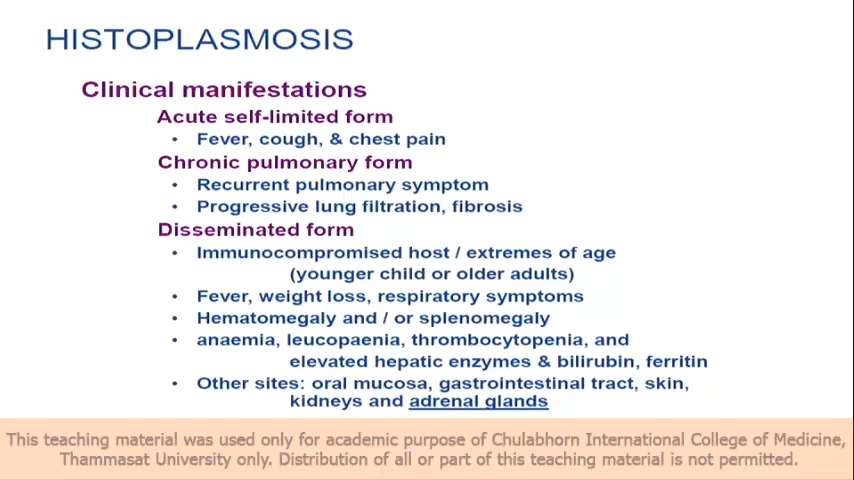 HISTOPLASMOSIS
Clinical manifestations
Acute self-limited form
• Fever, cough, & chest pain
Chronic pulmonary form
• Recurrent pulmonary symptom
• Progressive lung filtration, fibrosis
Disseminated form
• Immunocompromised host / extremes of age
(younger child or older adults)
• Fever, weight loss, respiratory symptoms
• Hematomegaly and / or splenomegaly
• anaemia, leucopaenia, thrombocytopenia, and
elevated hepatic enzymes & bilirubin, ferritin
• Other sites: oral mucosa, gastrointestinal tract, skin,
kidneys and adrenal glands
This teaching material was used only for academic purpose of Chulabhorn International College of Medicine,
Thammasat University only. Distribution of all or part of this teaching material is not permitted.